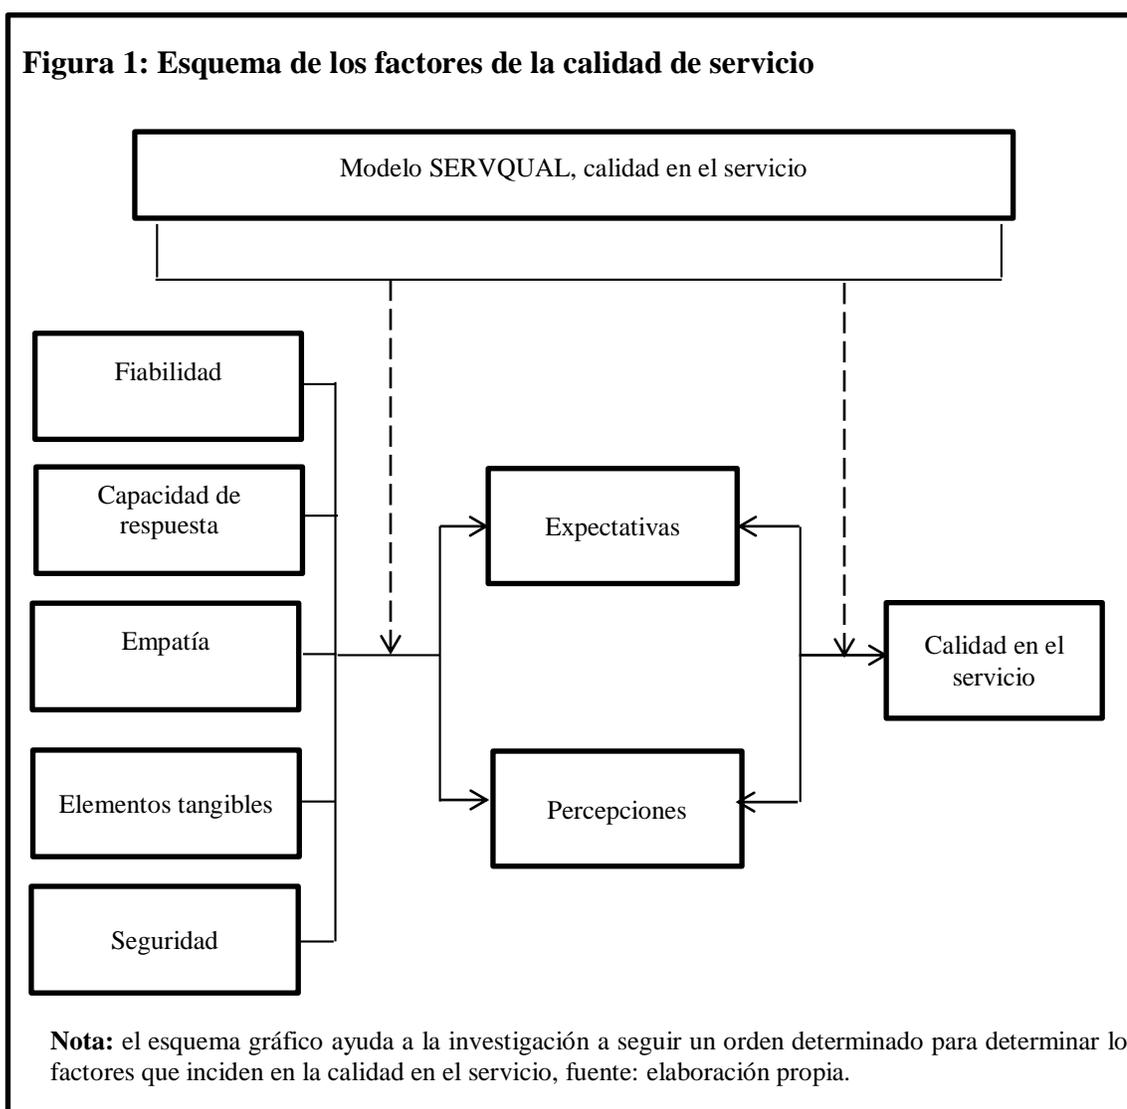 Figura 1: Esquema de los factores de la calidad de servicio
Modelo SERVQUAL, calidad en el servicio
Fiabilidad
Capacidad de
respuesta
Empatía
Elementos tangibles
Seguridad
Expectativas
Percepciones
Calidad en el
servicio
Nota: el esquema gráfico ayuda a la investigación a seguir un orden determinado para determinar lo
factores que inciden en la calidad en el servicio, fuente: elaboración propia.